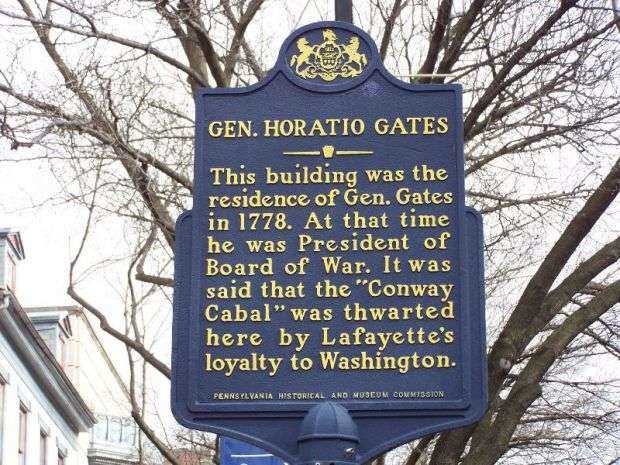 GEN. HORATIO GATES
This building was the
residence of Gen. Gates
in 1778. At that time
he was President of
Board of War. It was
said that the "Conway
Cabal" was thwarted
here by Lafayette's
loyalty to Washington.
PENNSYLVANIA HISTORICAL AND MUSEUM COMMISSION